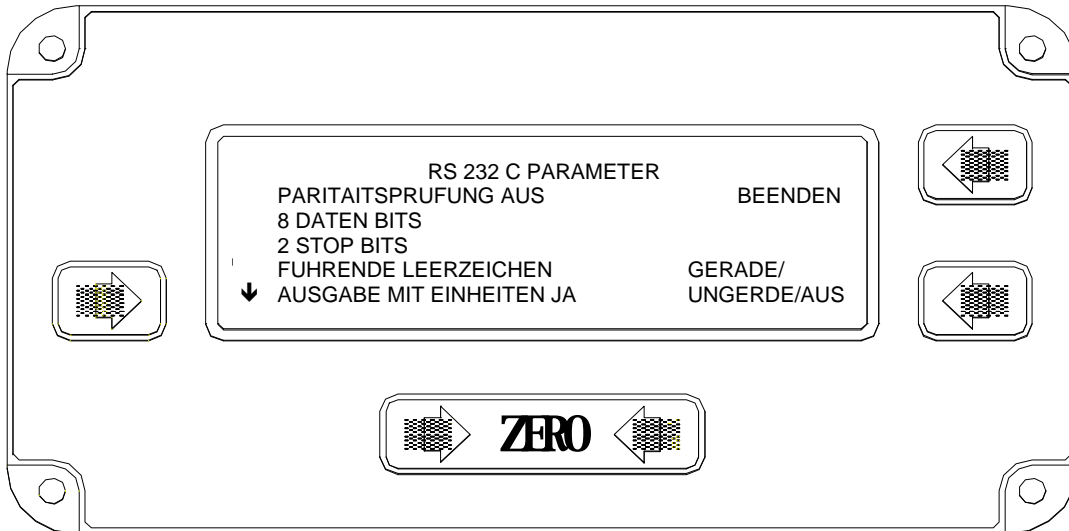 RS 232 C PARAMETER
PARITAITSPRUFUNG AUS BEENDEN
8 DATEN BITS
2 STOP BITS
FUHRENDE LEERZEICHEN GERADE/
AUSGABE MIT EINHEITEN JA UNGERDE/AUS
ZERO